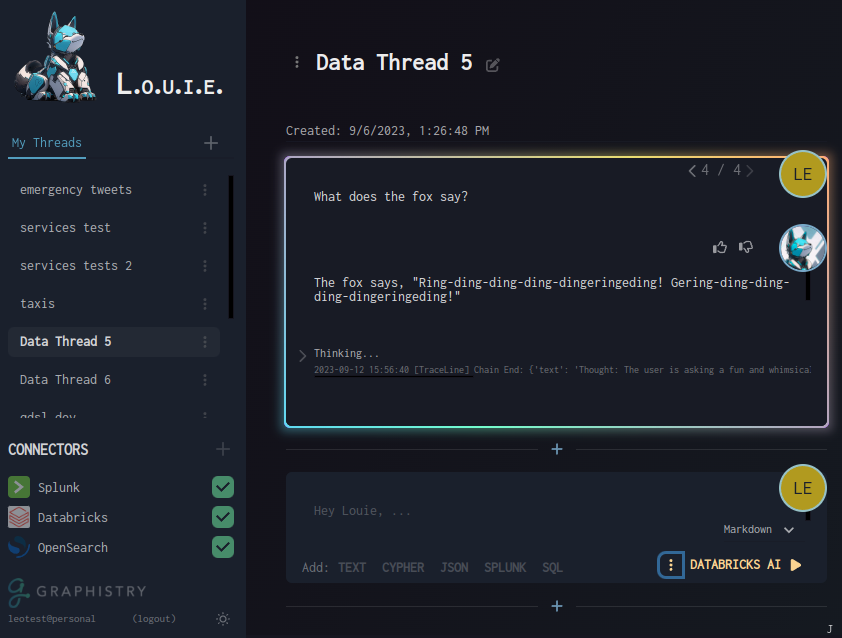 L.O.U.I.E.
My Threads
emergency tweets
services test
services tests 2
taxis
Data Thread 5
Data Thread 6
CONNECTORS
Splunk
Databricks
OpenSearch
GRAPHISTRY
leotest@personal (logout)
Data Thread 5
Created: 9/6/2023, 1:26:48 PM
4 / 4
LE
What does the fox say?
The fox says, "Ring-ding-ding-ding-dingeringeding! Gering-ding-ding-
ding-dingeringeding!"
Thinking...
2023-09-12 15:56:40 [TraceLine] Chain End: {'text': 'Thought: The user is asking a fun and whimsical
LE
Hey Louie, ...
Markdown
Add: TEXT CYPHER JSON SPLUNK SQL
DATABRICKS AI
J